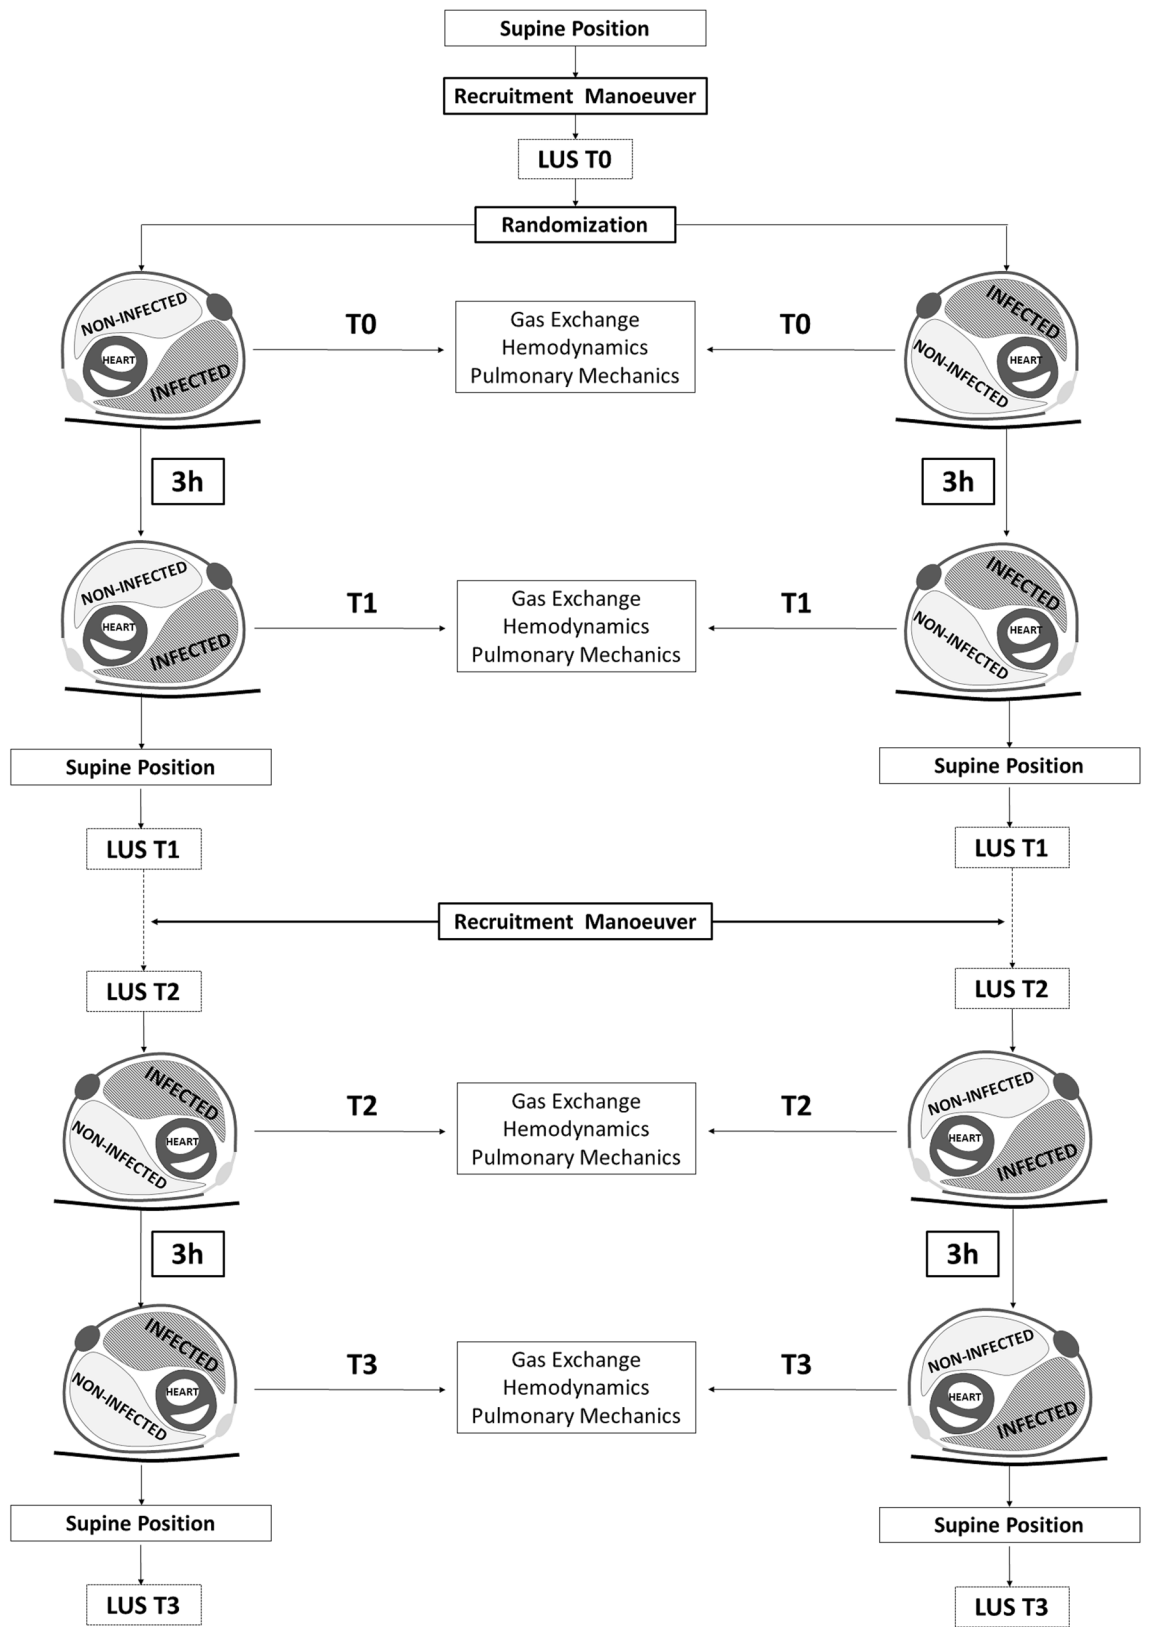 Supine Position
Recruitment Manoeuver
LUS T0
Randomization
NON-INFECTED
HEART
INFECTED
T0
Gas Exchange
Hemodynamics
Pulmonary Mechanics
T0
INFECTED
NON-INFECTED
HEART
3h
3h
NON-INFECTED
HEART
INFECTED
T1
Gas Exchange
Hemodynamics
Pulmonary Mechanics
T1
INFECTED
NON-INFECTED
HEART
Supine Position
Supine Position
LUS T1
LUS T1
Recruitment Manoeuver
LUS T2
LUS T2
INFECTED
NON-INFECTED
HEART
T2
Gas Exchange
Hemodynamics
Pulmonary Mechanics
T2
NON-INFECTED
HEART
INFECTED
3h
3h
INFECTED
NON-INFECTED
HEART
T3
Gas Exchange
Hemodynamics
Pulmonary Mechanics
T3
NON-INFECTED
HEART
INFECTED
Supine Position
Supine Position
LUS T3
LUS T3